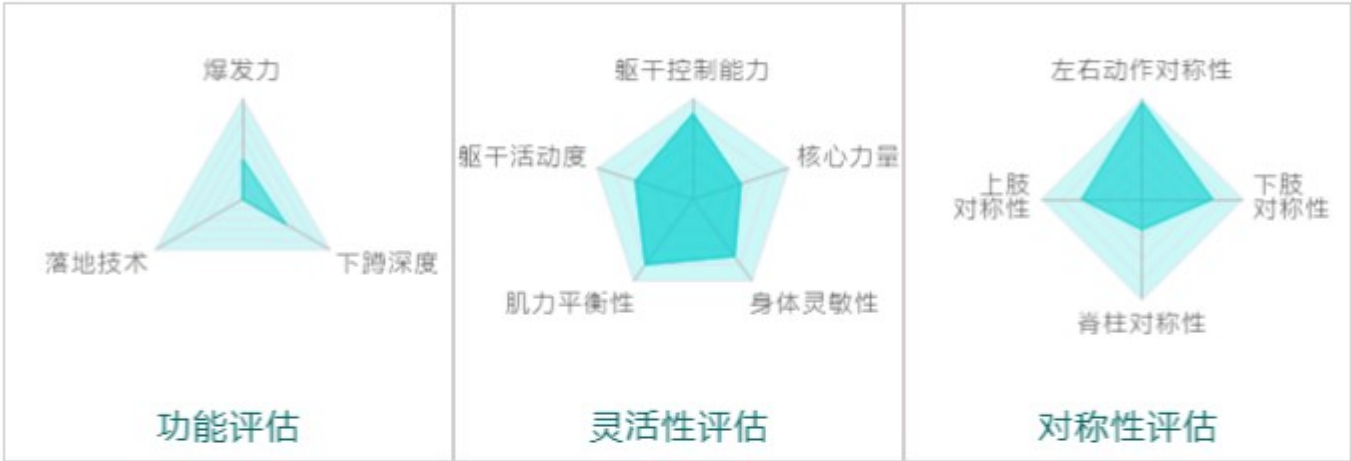 爆发力
落地技术
下蹲深度
功能评估
躯干控制能力
躯干活动度
核心力量
肌力平衡性
身体灵敏性
灵活性评估
左右动作对称性
上肢
对称性
下肢
对称性
脊柱对称性
对称性评估